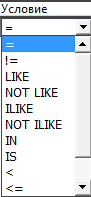 Условие
=
=
!=
LIKE
NOT LIKE
ILIKE
NOT ILIKE
IN
IS
<
<=